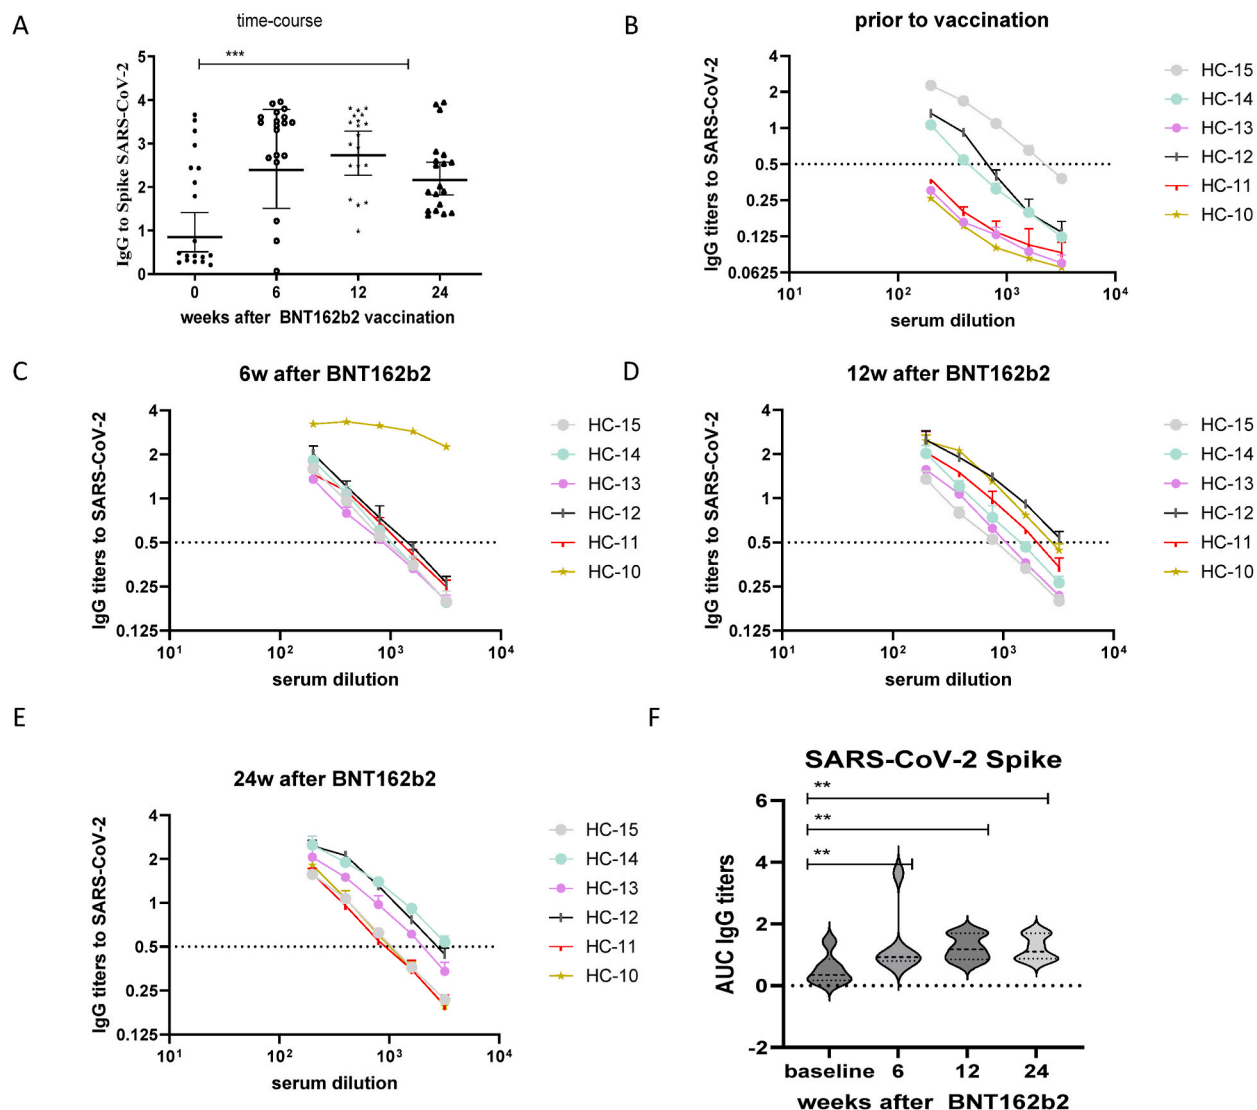 A
time-course
IgG to Spike SARS-CoV-2
5
4
3
2
1
0
***
0
6
12
24
weeks after BNT162b2 vaccination
B
prior to vaccination
IgG titers to SARS-CoV-2
4
2
1
0.5
0.25
0.125
0.0625
10¹
10²
10³
10⁴
serum dilution
HC-15
HC-14
HC-13
HC-12
HC-11
HC-10
C
6w after BNT162b2
IgG titers to SARS-CoV-2
4
2
1
0.5
0.25
0.125
10¹
10²
10³
10⁴
serum dilution
HC-15
HC-14
HC-13
HC-12
HC-11
HC-10
D
12w after BNT162b2
IgG titers to SARS-CoV-2
4
2
1
0.5
0.25
0.125
10¹
10²
10³
10⁴
serum dilution
HC-15
HC-14
HC-13
HC-12
HC-11
HC-10
E
24w after BNT162b2
IgG titers to SARS-CoV-2
4
2
1
0.5
0.25
0.125
10¹
10²
10³
10⁴
serum dilution
HC-15
HC-14
HC-13
HC-12
HC-11
HC-10
F
SARS-CoV-2 Spike
AUC IgG titers
6
4
2
0
-2
**
**
**
baseline
6
12
24
weeks after BNT162b2